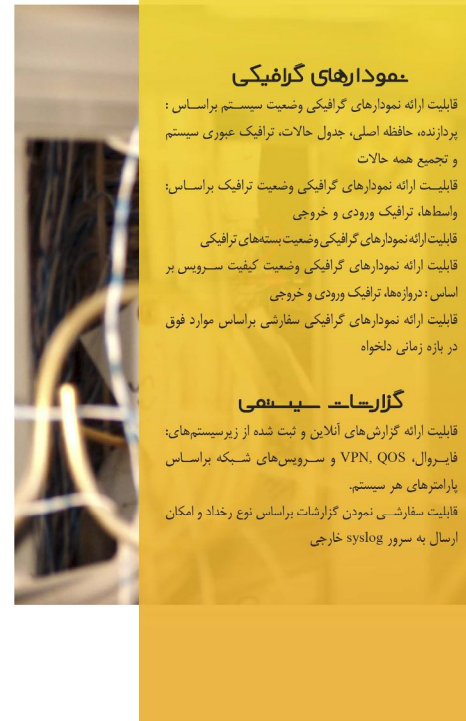 نمودارهای گرافیکی
قابلیت ارائه نمودارهای گرافیکی وضعیت سیستم براساس :
پردازنده، حافظه اصلی، جدول حالات، ترافیک عبوری سیستم
و تجمیع همه حالات
قابلیت ارائه نمودارهای گرافیکی وضعیت ترافیک براساس:
واسط‌ها، ترافیک ورودی و خروجی
قابلیت ارائه نمودارهای گرافیکی وضعیت بسته‌های ترافیکی
قابلیت ارائه نمودارهای گرافیکی وضعیت کیفیت سرویس بر
اساس : دروازه‌ها، ترافیک ورودی و خروجی
قابلیت ارائه نمودارهای گرافیکی سفارشی براساس موارد فوق
در بازه زمانی دلخواه
گزارشات سیستمی
قابلیت ارائه گزارش‌های آنلاین و ثبت شده از زیرسیستم‌های:
فایروال، VPN, QOS و سرویس‌های شبکه براساس
پارامترهای هر سیستم.
قابلیت سفارشی نمودن گزارشات براساس نوع رخداد و امکان
ارسال به سرور syslog خارجی